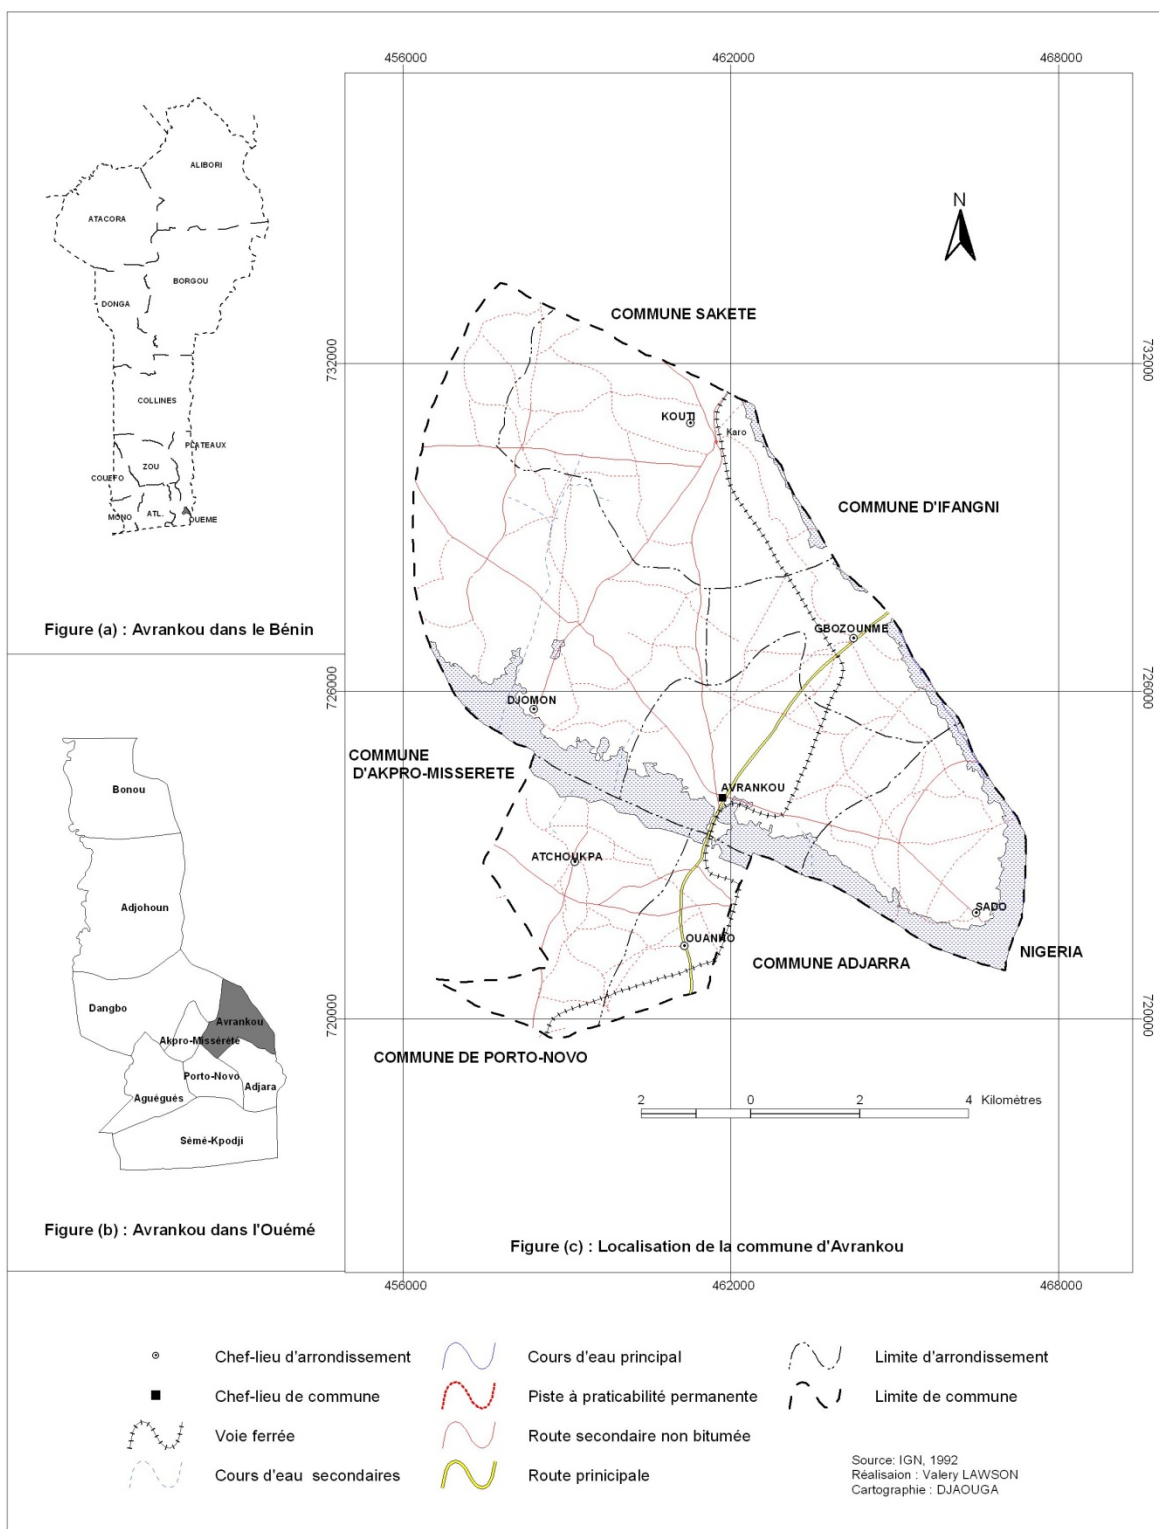 ALIBORI
ATACORA
BORGOU
DONGA
COLLINES
PLATEAUX
ZOU
COUFFO
MONO
ATL.
OUEME
Figure (a) : Avrankou dans le Bénin
Bonou
Adjohoun
Dangbo
Avrankou
Akpro-Missérété
Porto-Novo
Adjara
Aguégués
Sémé-Kpodji
Figure (b) : Avrankou dans l'Ouémé
456000
462000
468000
N
COMMUNE SAKETE
732000
732000
KOUTI
Karo
COMMUNE D'IFANGNI
GBOZOUNME
726000
726000
DJOMON
COMMUNE
D'AKPRO-MISSERETE
AVRANKOU
ATCHOUKPA
SADO
OUANHO
NIGERIA
COMMUNE ADJARRA
720000
720000
COMMUNE DE PORTO-NOVO
2 0 2 4 Kilomètres
Figure (c) : Localisation de la commune d'Avrankou
456000
462000
468000
Chef-lieu d'arrondissement
Chef-lieu de commune
Voie ferrée
Cours d'eau secondaires
Cours d'eau principal
Piste à praticabilité permanente
Route secondaire non bitumée
Route prinicipale
Limite d'arrondissement
Limite de commune
Source: IGN, 1992
Réalisaion : Valery LAWSON
Cartographie : DJAOUGA